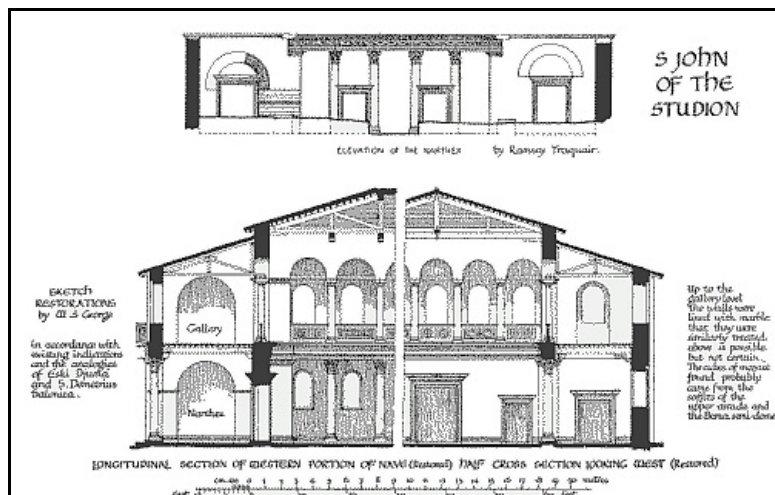 S JOHN
OF THE
STUDION
ELEVATION OF THE NARTHEX by Ramsay Traquair.
SKETCH
RESTORATIONS
by W S George
In accordance with
existing indications
and the analogies
of Eski Djuma
and S. Demetrius
Salonica.
Gallery
Narthex
Up to the
Gallery level
the walls were
lined with marble
that they were
similarly treated
above is possible
but not certain.
The cubes of mosaic
found probably
came from the
soffits of the
upper arcade and
the Bema semi-dome
LONGITUDINAL SECTION OF WESTERN PORTION OF NAVE (Restored) HALF CROSS SECTION LOOKING WEST (Restored)
metres
feet